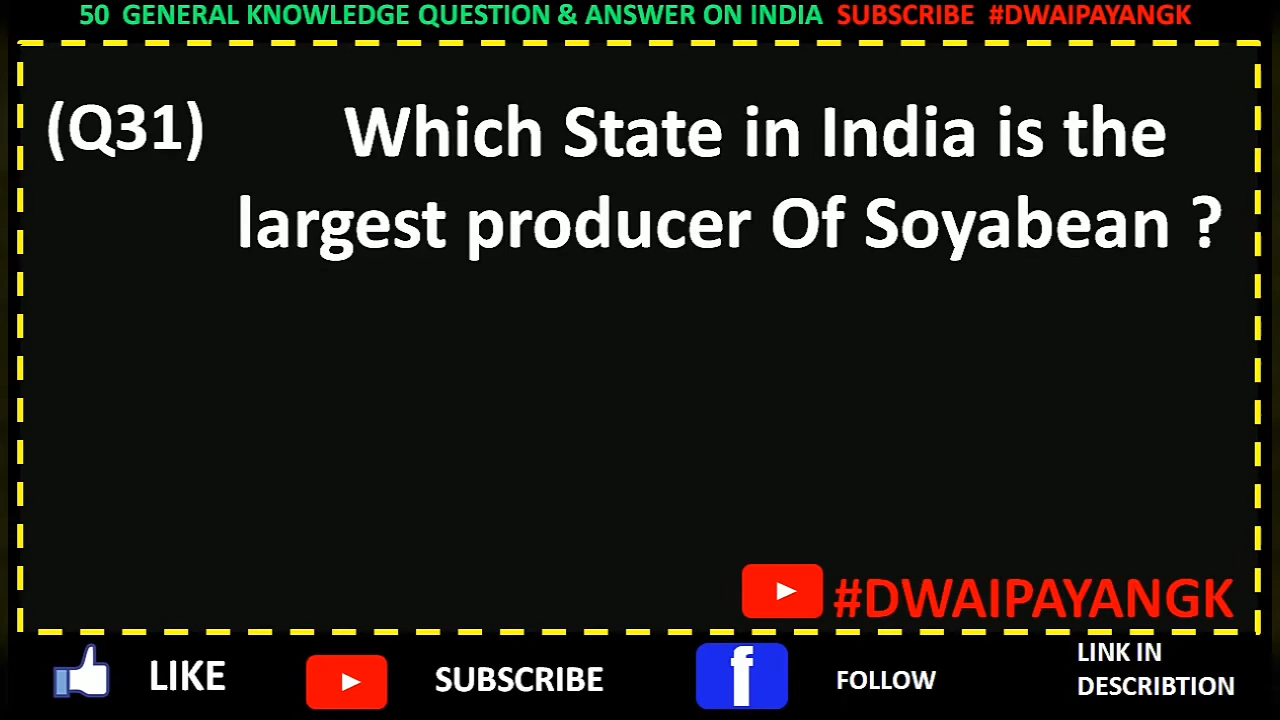 50 GENERAL KNOWLEDGE QUESTION & ANSWER ON INDIA SUBSCRIBE #DWAIPAYANGK
(Q31) Which State in India is the
largest producer Of Soyabean ?
#DWAIPAYANGK
LIKE SUBSCRIBE f FOLLOW LINK IN
DESCRIBTION